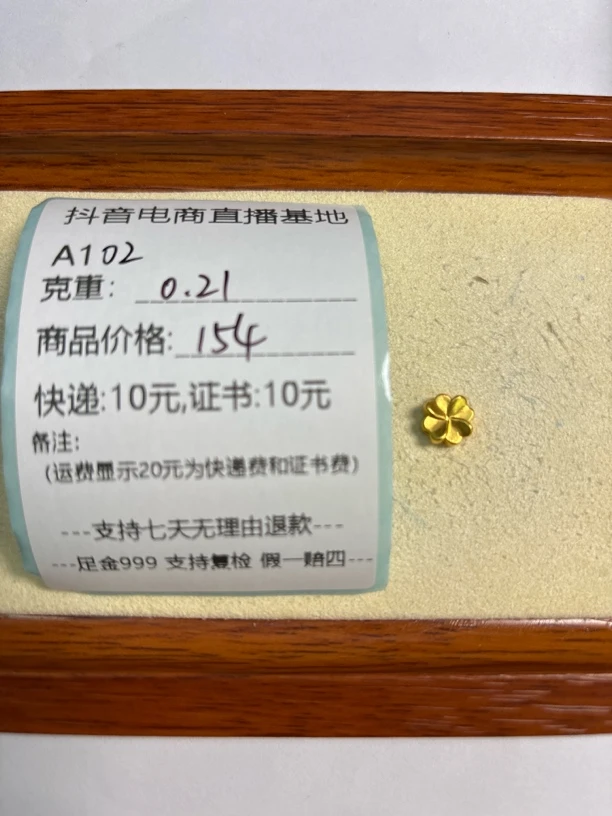 抖音电商直播基地
A102
克重：0.21
商品价格:154
快递:10元,证书:10元
备注:
(运费显示20元为快递费和证书费)
---支持七天无理由退款---
---足金999 支持复检 假一赔四---